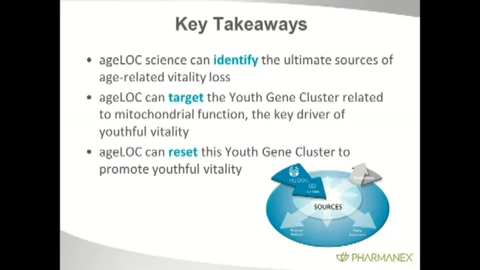 Key Takeaways
• ageLOC science can identify the ultimate sources of
age-related vitality loss
• ageLOC can target the Youth Gene Cluster related
to mitochondrial function, the key driver of
youthful vitality
• ageLOC can reset this Youth Gene Cluster to
promote youthful vitality
SOURCES
PHARMANEX